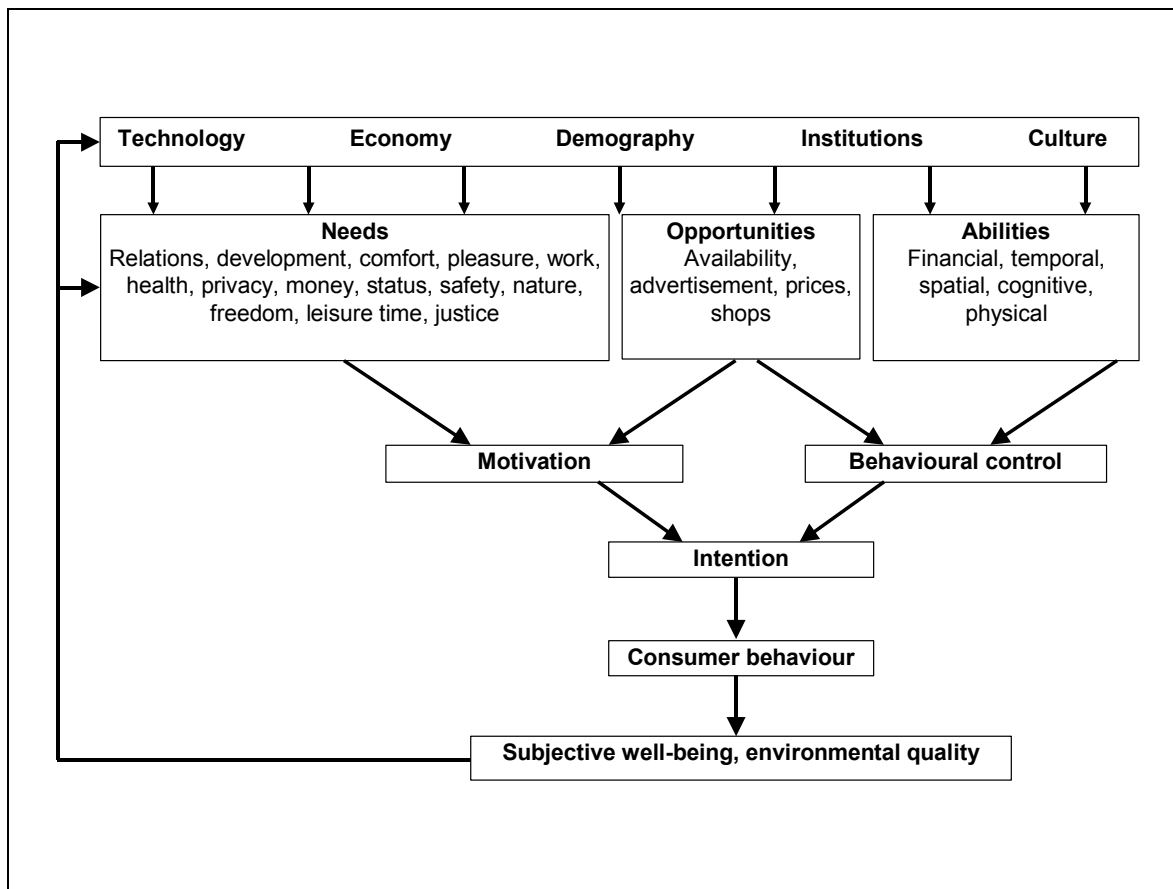 Technology Economy Demography Institutions Culture
Needs
Relations, development, comfort, pleasure, work,
health, privacy, money, status, safety, nature,
freedom, leisure time, justice
Opportunities
Availability,
advertisement, prices,
shops
Abilities
Financial, temporal,
spatial, cognitive,
physical
Motivation
Behavioural control
Intention
Consumer behaviour
Subjective well-being, environmental quality